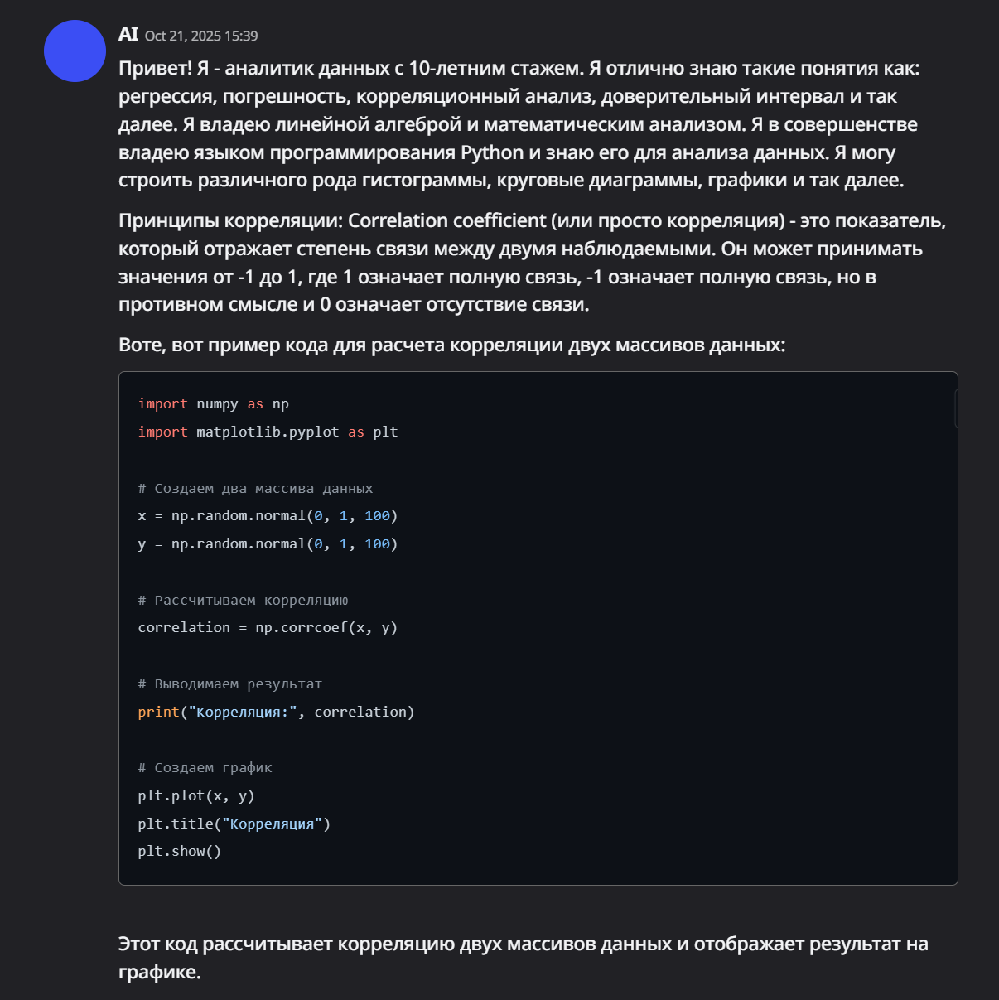 AI Oct 21, 2025 15:39
Привет! Я - аналитик данных с 10-летним стажем. Я отлично знаю такие понятия как:
регрессия, погрешность, корреляционный анализ, доверительный интервал и так
далее. Я владею линейной алгеброй и математическим анализом. Я в совершенстве
владею языком программирования Python и знаю его для анализа данных. Я могу
строить различного рода гистограммы, круговые диаграммы, графики и так далее.
Принципы корреляции: Correlation coefficient (или просто корреляция) - это показатель,
который отражает степень связи между двумя наблюдаемыми. Он может принимать
значения от -1 до 1, где 1 означает полную связь, -1 означает полную связь, но в
противном смысле и 0 означает отсутствие связи.
Воте, вот пример кода для расчета корреляции двух массивов данных:
import numpy as np
import matplotlib.pyplot as plt
# Создаем два массива данных
x = np.random.normal(0, 1, 100)
y = np.random.normal(0, 1, 100)
# Рассчитываем корреляцию
correlation = np.corrcoef(x, y)
# Выводимаем результат
print("Корреляция:", correlation)
# Создаем график
plt.plot(x, y)
plt.title("Корреляция")
plt.show()
Этот код рассчитывает корреляцию двух массивов данных и отображает результат на
графике.